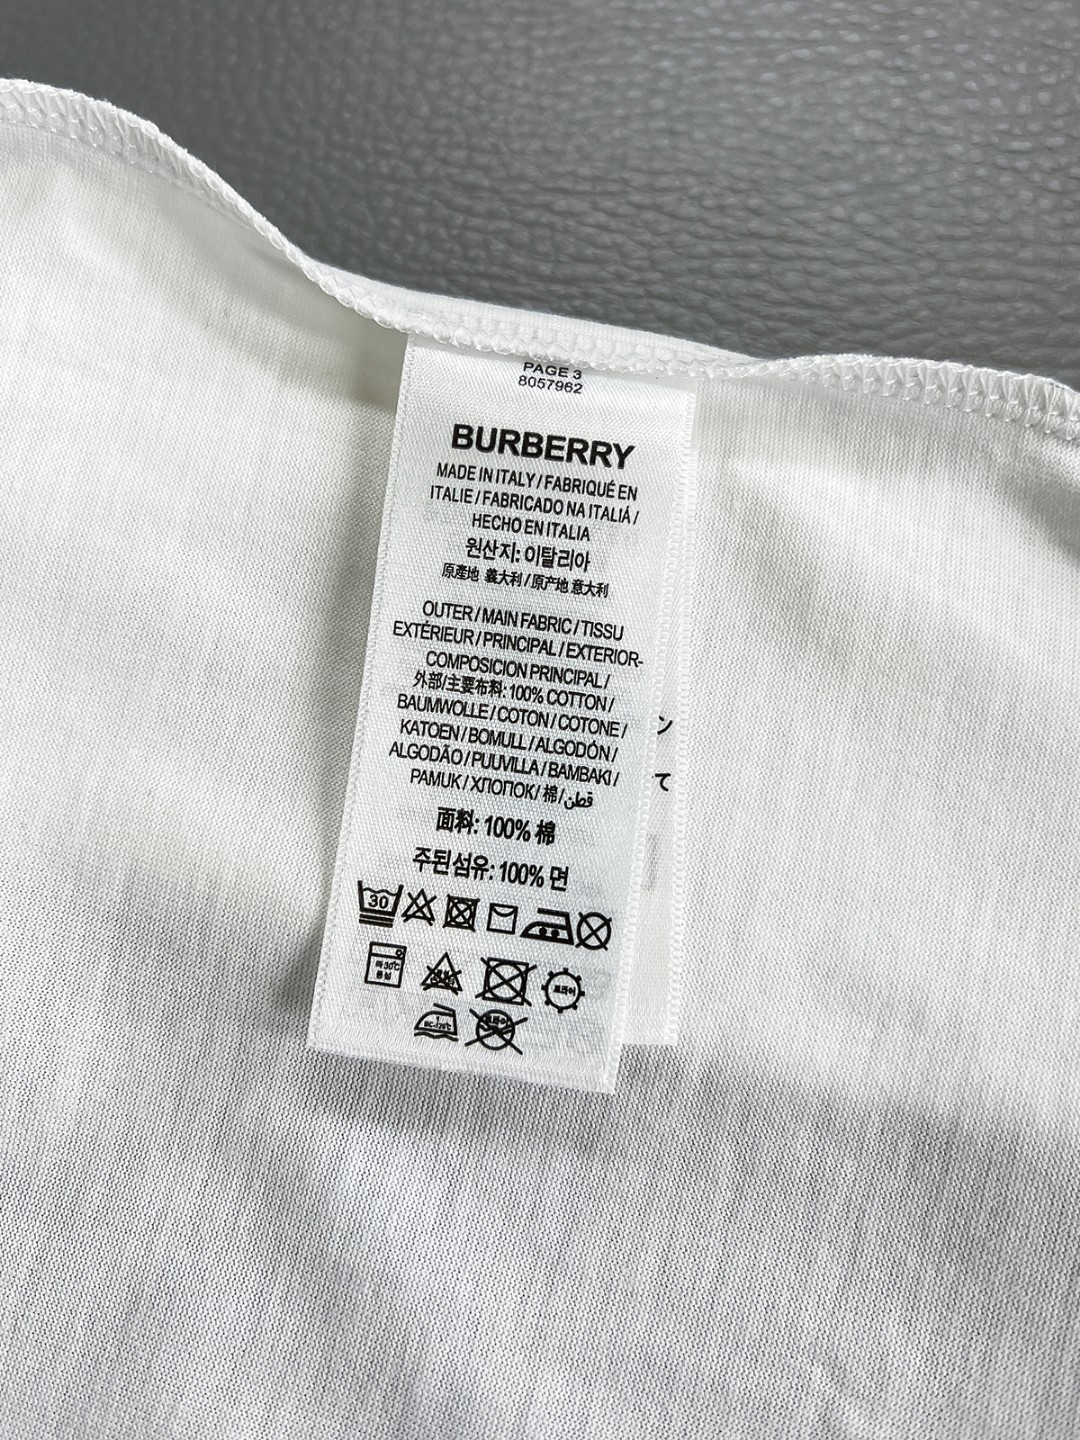 PAGE 3
8057962
BURBERRY
MADE IN ITALY / FABRIQUÉ EN
ITALIE / FABRICADO NA ITALIÁ /
HECHO EN ITALIA
원산지: 이탈리아
原產地 義大利 / 原产地 意大利
OUTER / MAIN FABRIC / TISSU
EXTÉRIEUR / PRINCIPAL / EXTERIOR-
COMPOSICION PRINCIPAL /
外部/主要布料: 100% COTTON /
BAUMWOLLE / COTON / COTONE /
KATOEN / BOMULL / ALGODÓN /
ALGODÃO / PUUVILLA / BAMBAKI /
PAMUK / ХЛОПОК / 棉 / قطن
面料: 100% 棉
주된섬유: 100% 면
30
ン
て